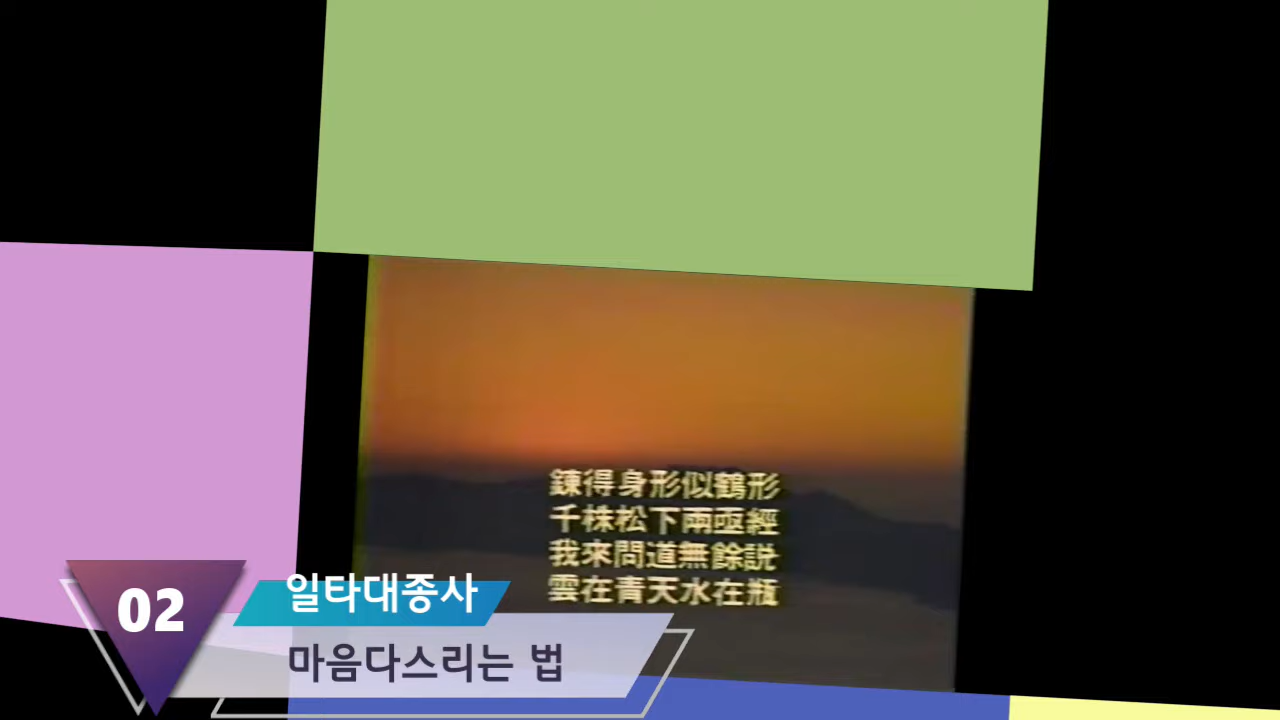 鍊得身形似鶴形
千株松下兩函經
我來問道無餘説
雲在青天水在瓶
02
일타대종사
마음다스리는 법